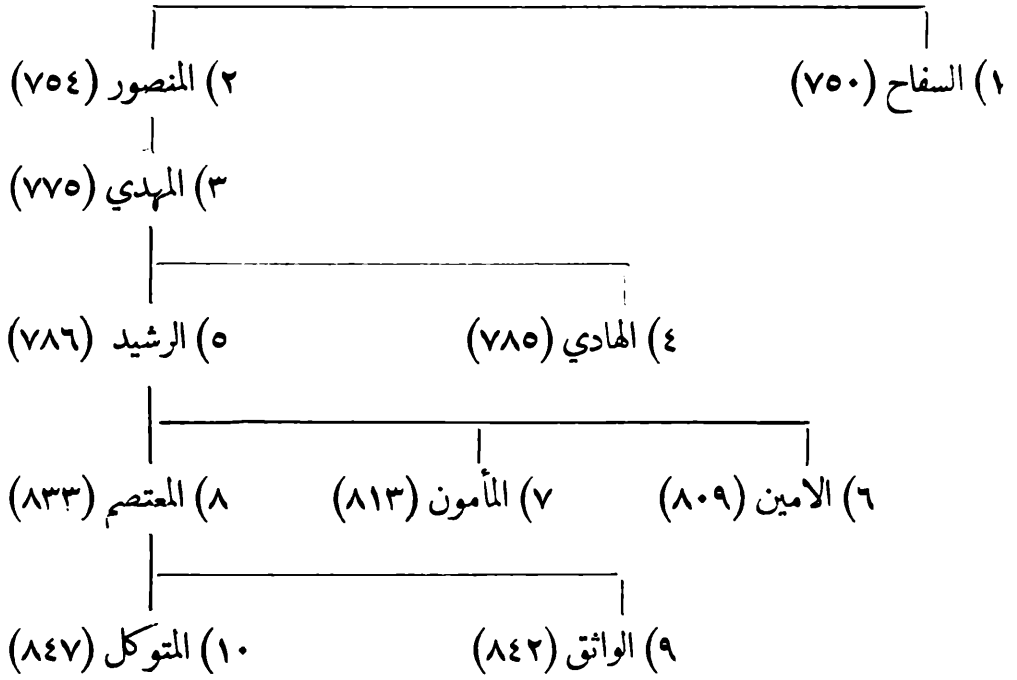 ١) السفاح (٧٥٠) ٢) المنصور (٧٥٤)
٣) المهدي (٧٧٥)
٤) الهادي (٧٨٥) ٥) الرشيد (٧٨٦)
٦) الامين (٨٠٩) ٧) المأمون (٨١٣) ٨) المعتصم (٨٣٣)
٩) الواثق (٨٤٢) ١٠) المتوكل (٨٤٧)